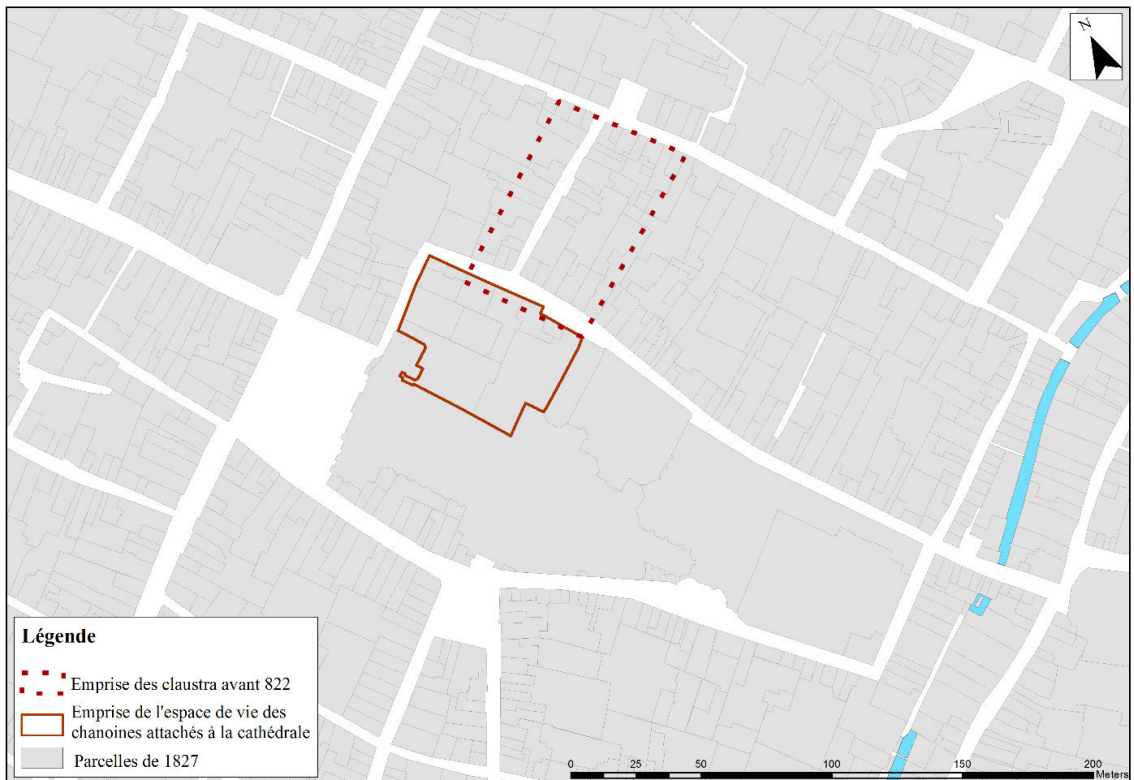 N
Légende
Emprise des claustra avant 822
Emprise de l'espace de vie des
chanoines attachés à la cathédrale
Parcelles de 1827
0 25 50 100 150 200
Meters